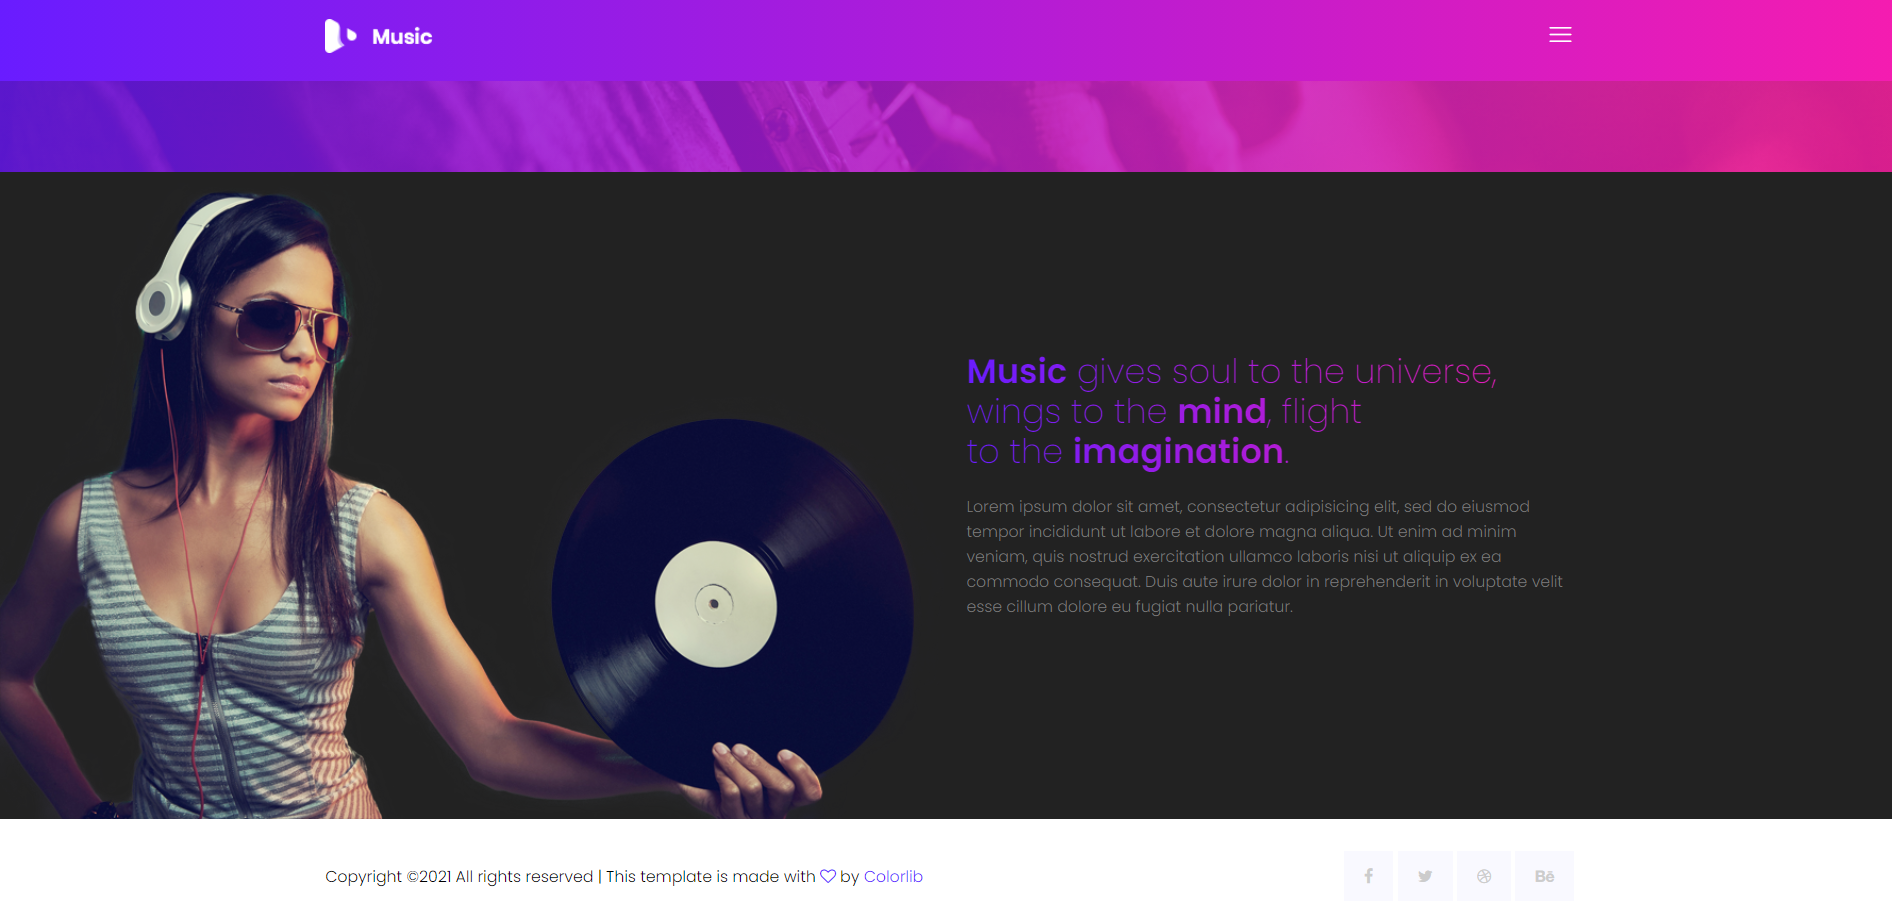 Music
Music gives soul to the universe,
wings to the mind, flight
to the imagination.
Lorem ipsum dolor sit amet, consectetur adipisicing elit, sed do eiusmod
tempor incididunt ut labore et dolore magna aliqua. Ut enim ad minim
veniam, quis nostrud exercitation ullamco laboris nisi ut aliquip ex ea
commodo consequat. Duis aute irure dolor in reprehenderit in voluptate velit
esse cillum dolore eu fugiat nulla pariatur.
Copyright ©2021 All rights reserved | This template is made with ♡ by Colorlib